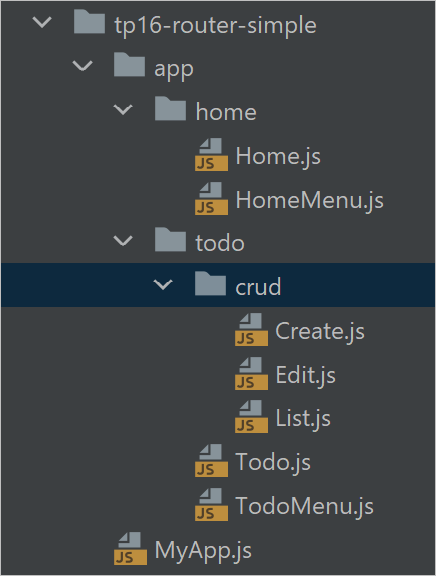 tp16-router-simple
app
home
JS Home.js
JS HomeMenu.js
todo
crud
JS Create.js
JS Edit.js
JS List.js
JS Todo.js
JS TodoMenu.js
JS MyApp.js